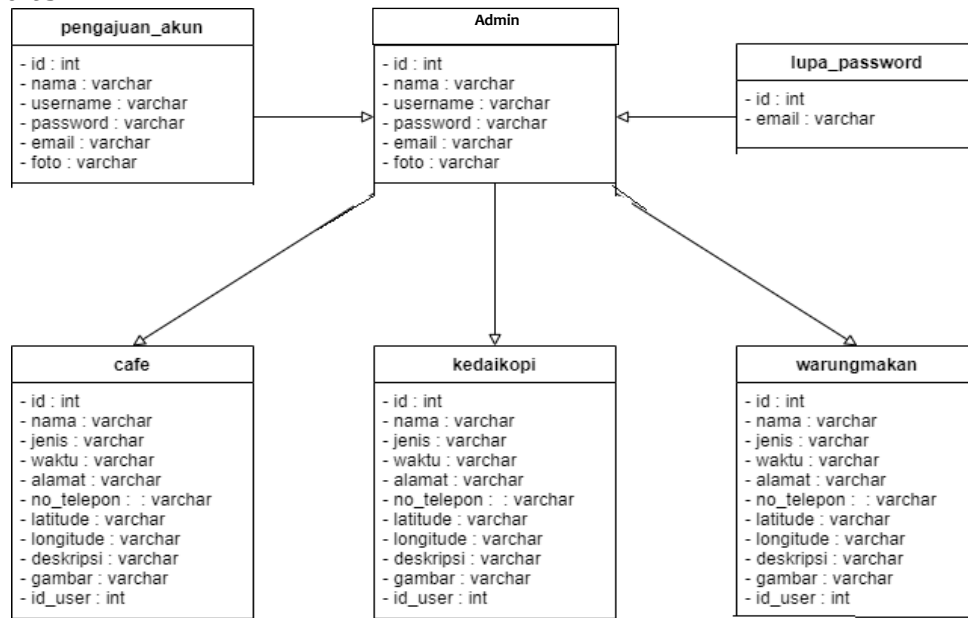 pengajuan_akun
- id : int
- nama : varchar
- username : varchar
- password : varchar
- email : varchar
- foto : varchar
Admin
- id : int
- nama : varchar
- username : varchar
- password : varchar
- email : varchar
- foto : varchar
lupa_password
- id : int
- email : varchar
cafe
- id : int
- nama : varchar
- jenis : varchar
- waktu : varchar
- alamat : varchar
- no_telepon : : varchar
- latitude : varchar
- longitude : varchar
- deskripsi : varchar
- gambar : varchar
- id_user : int
kedaikopi
- id : int
- nama : varchar
- jenis : varchar
- waktu : varchar
- alamat : varchar
- no_telepon : : varchar
- latitude : varchar
- longitude : varchar
- deskripsi : varchar
- gambar : varchar
- id_user : int
warungmakan
- id : int
- nama : varchar
- jenis : varchar
- waktu : varchar
- alamat : varchar
- no_telepon : : varchar
- latitude : varchar
- longitude : varchar
- deskripsi : varchar
- gambar : varchar
- id_user : int